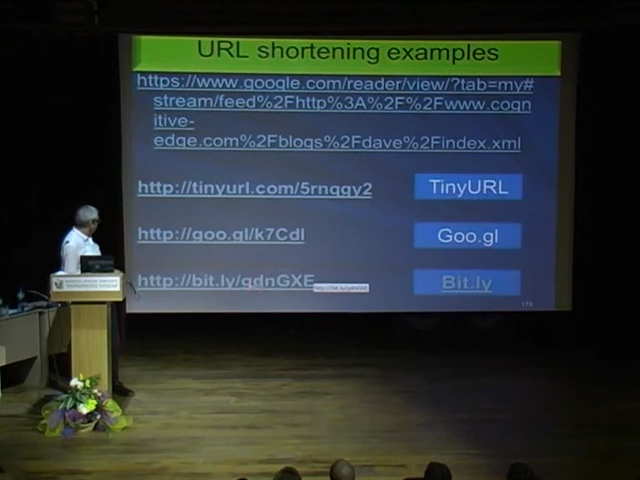 URL shortening examples
https://www.google.com/reader/view/?tab=my#
stream/feed%2Fhttp%3A%2F%2Fwww.cogn
itive-
edge.com%2Fblogs%2Fdave%2Findex.xml
http://tinyurl.com/5rnqgy2 TinyURL
http://goo.gl/k7CdI Goo.gl
http://bit.ly/gdnGXE Bit.ly